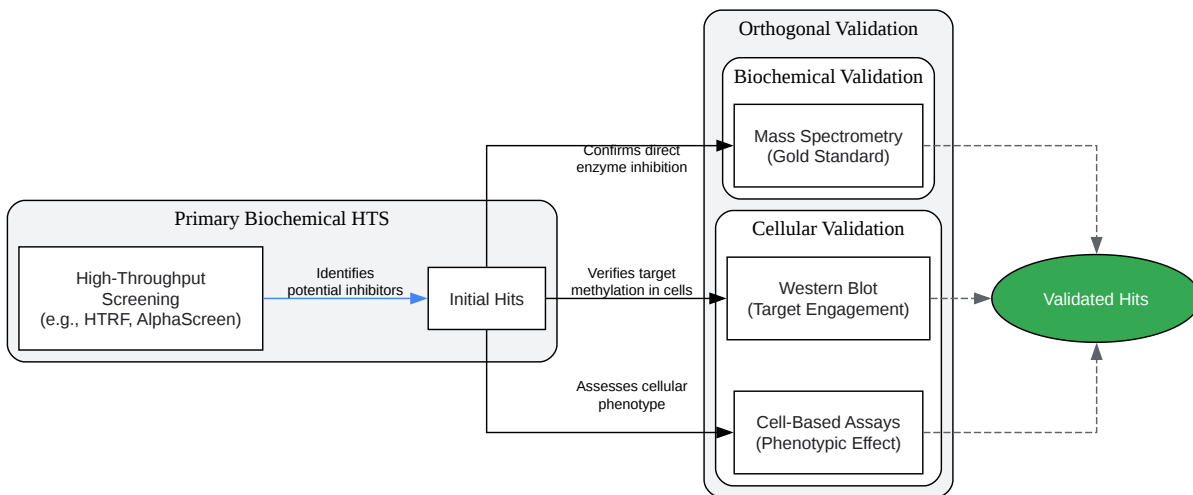 Orthogonal Validation
Biochemical Validation
Mass Spectrometry
(Gold Standard)
Confirms direct
enzyme inhibition
Primary Biochemical HTS
High-Throughput
Screening
(e.g., HTRF, AlphaScreen)
Identifies
potential inhibitors
Initial Hits
Verifies target
methylation in cells
Cellular Validation
Western Blot
(Target Engagement)
Validated Hits
Assesses cellular
phenotype
Cell-Based Assays
(Phenotypic Effect)